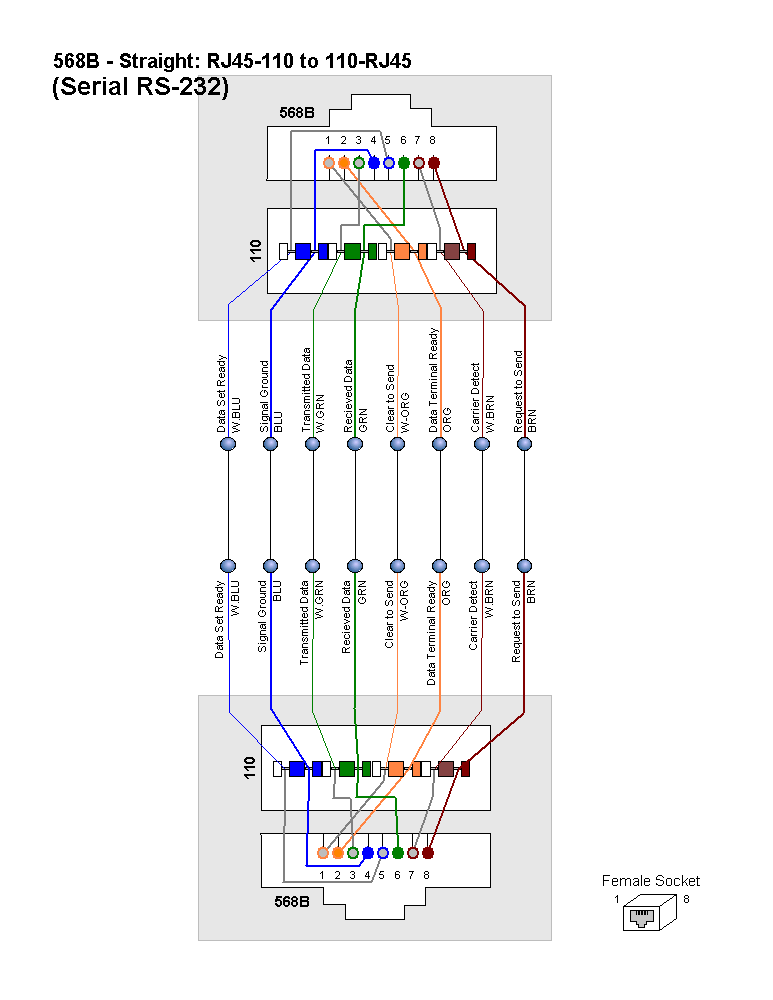 568B - Straight: RJ45-110 to 110-RJ45
(Serial RS-232)
568B
1 2 3 4 5 6 7 8
110
Data Set Ready
W.BLU
Signal Ground
BLU
Transmitted Data
W.GRN
Recieved Data
GRN
Clear to Send
W-ORG
Data Terminal Ready
ORG
Carrier Detect
W.BRN
Request to Send
BRN
Data Set Ready
W.BLU
Signal Ground
BLU
Transmitted Data
W.GRN
Recieved Data
GRN
Clear to Send
W-ORG
Data Terminal Ready
ORG
Carrier Detect
W.BRN
Request to Send
BRN
110
1 2 3 4 5 6 7 8
568B
Female Socket
1 8